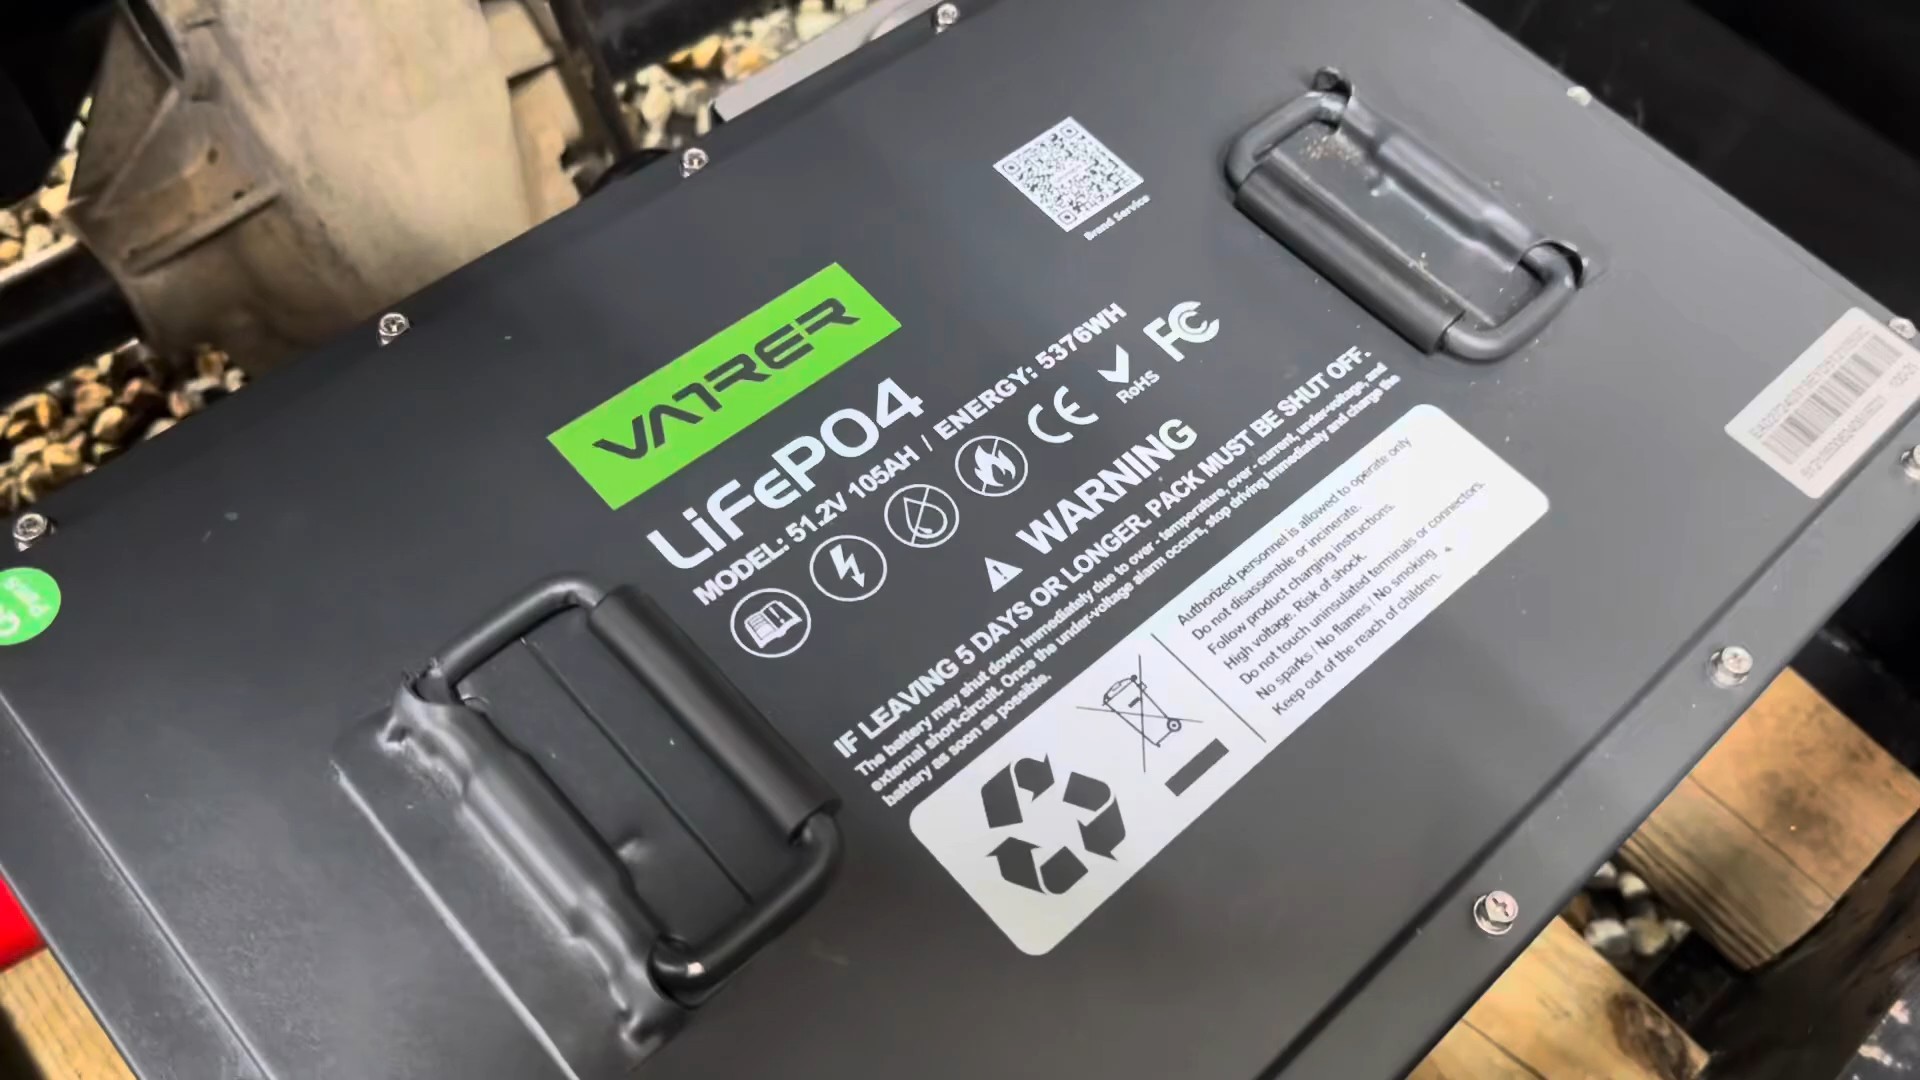 Brand Service
VATRER
LiFePO4
MODEL: 51.2V 105AH / ENERGY: 5376WH
CE
RoHS
FC
WARNING
IF LEAVING 5 DAYS OR LONGER. PACK MUST BE SHUT OFF.
The battery may shut down immediately due to over - temperature, over - current, under-voltage, and
external short-circuit. Once the under-voltage alarm occurs, stop driving immediately and charge the
battery as soon as possible.
Authorized personnel is allowed to operate only
Do not disassemble or incinerate.
Follow product charging instructions.
High voltage. Risk of shock.
Do not touch uninsulated terminals or connectors.
No sparks / No flames / No smoking
Keep out of the reach of children.